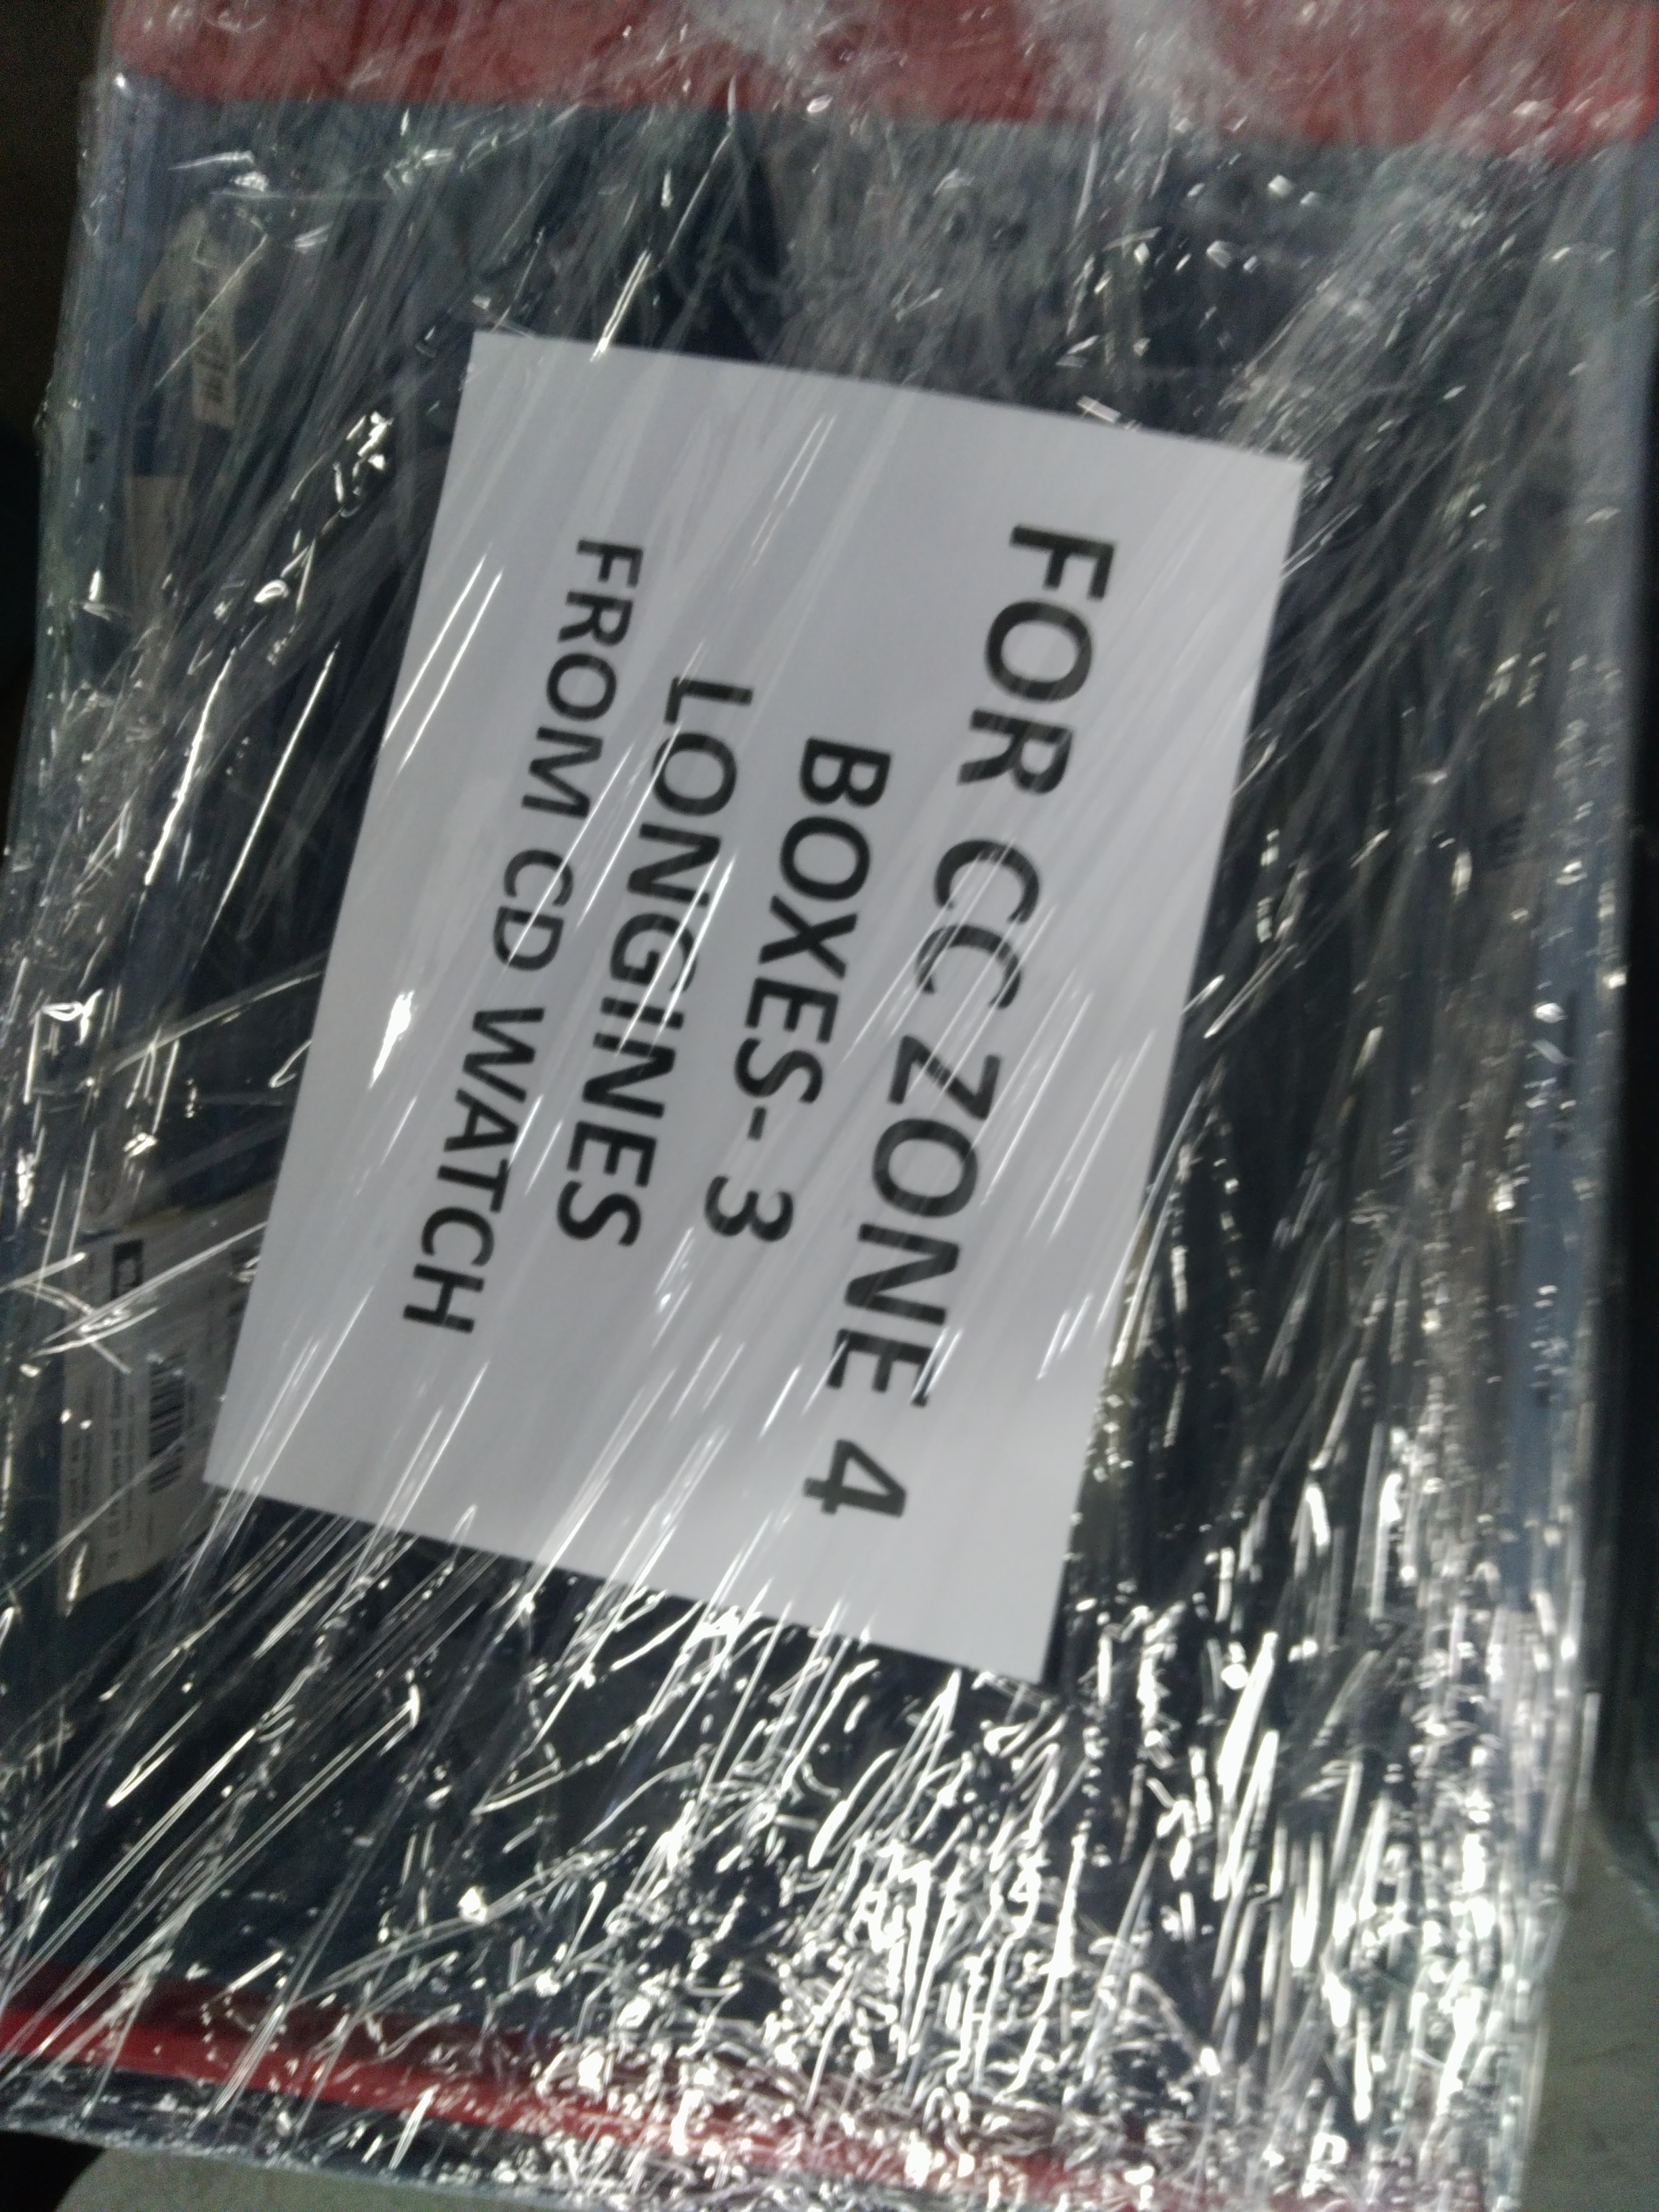 FOR CC ZONE 4
BOXES- 3
LONGINES
FROM CD WATCH